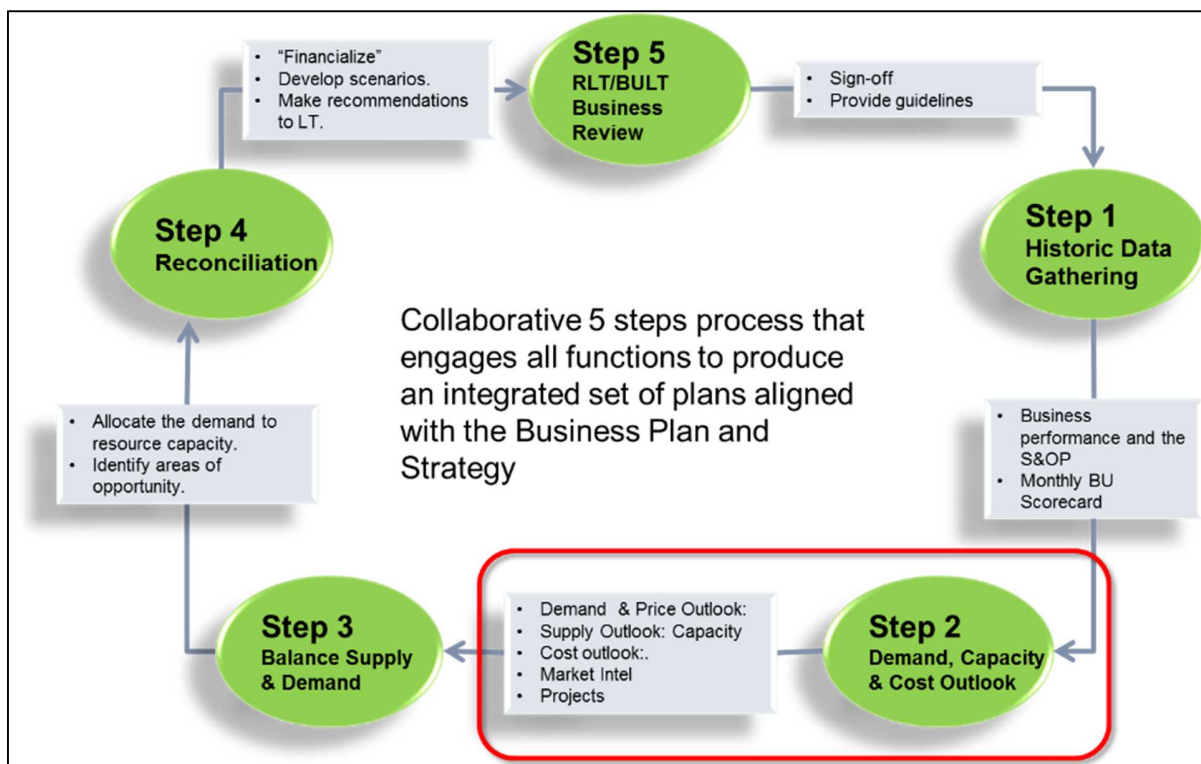 Step 5
RLT/BULT
Business
Review
• Sign-off
• Provide guidelines
Step 1
Historic Data
Gathering
• Business
performance and the
S&OP
• Monthly BU
Scorecard
Step 2
Demand, Capacity
& Cost Outlook
• Demand & Price Outlook:
• Supply Outlook: Capacity
• Cost outlook:.
• Market Intel
• Projects
Step 3
Balance Supply
& Demand
• Allocate the demand to
resource capacity.
• Identify areas of
opportunity.
Step 4
Reconciliation
• “Financialize”
• Develop scenarios.
• Make recommendations
to LT.
Collaborative 5 steps process that
engages all functions to produce
an integrated set of plans aligned
with the Business Plan and
Strategy